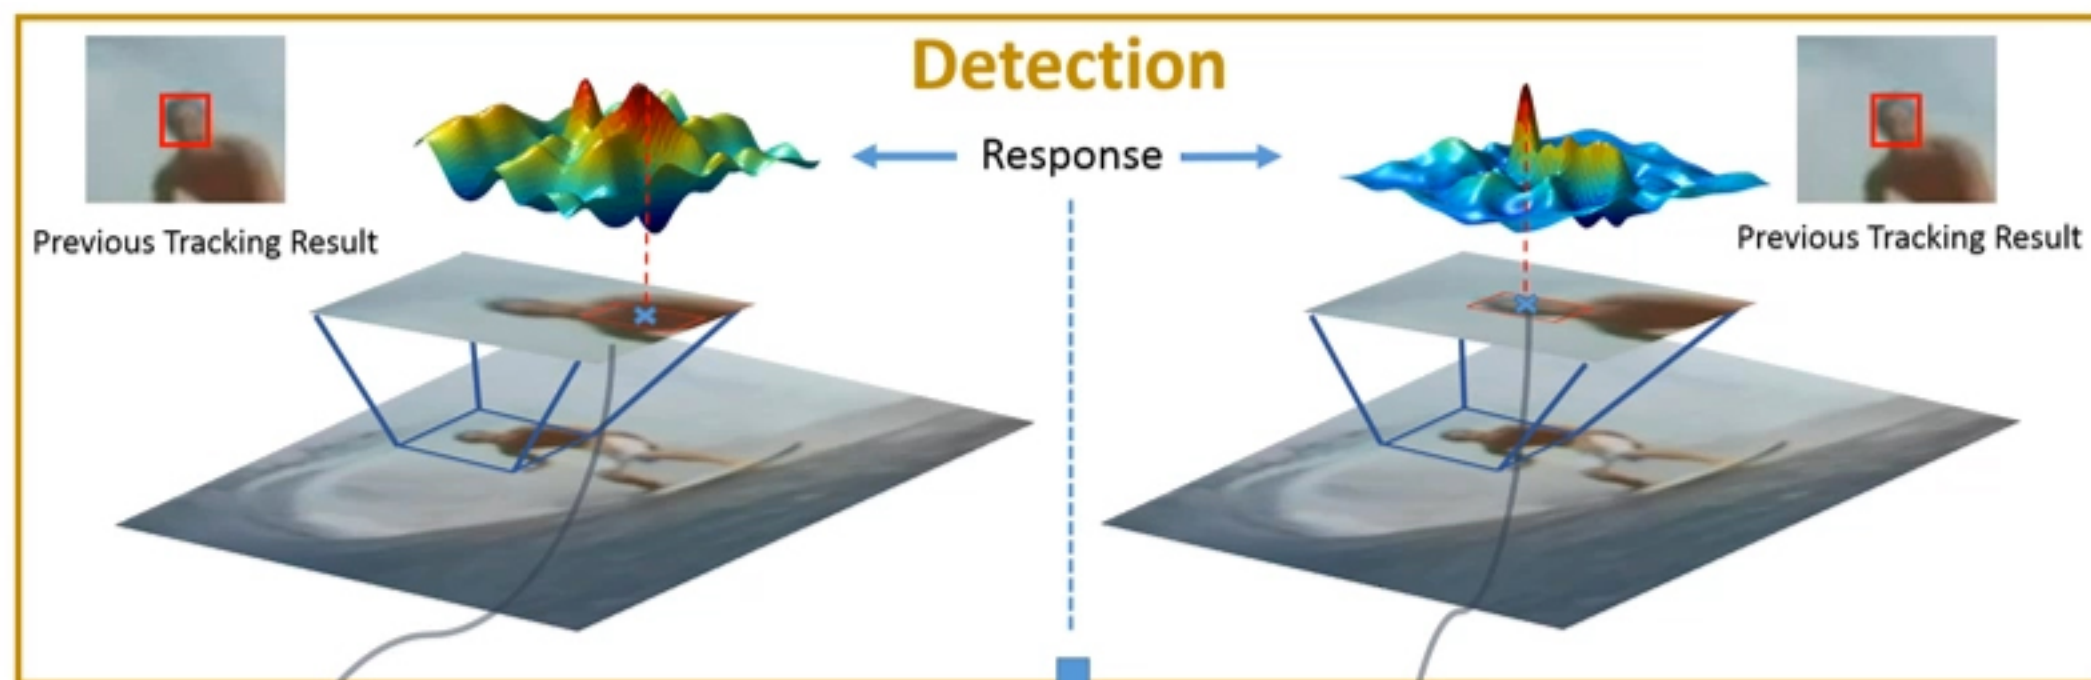 Detection
Response
Previous Tracking Result
Previous Tracking Result